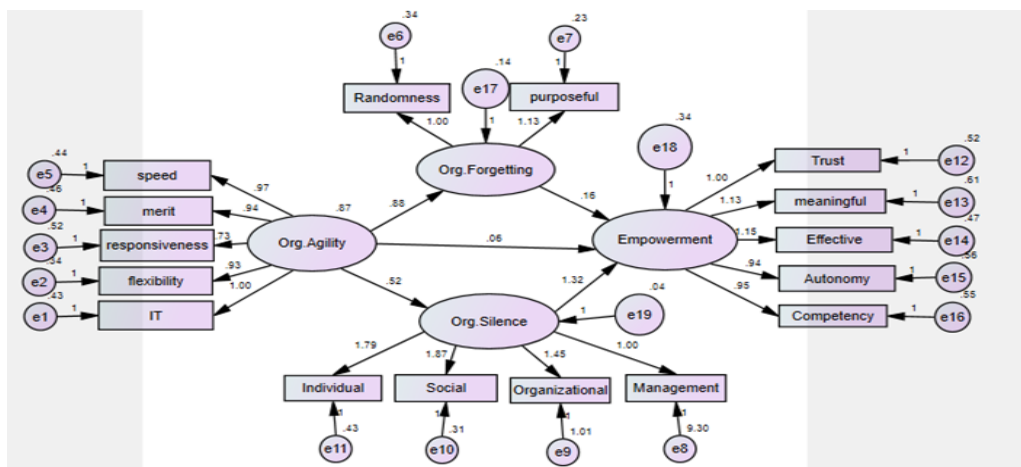 .34
e6
1
Randomness
1.00
.23
e7
1
purposeful
1.13
.14
e17
1
Org.Forgetting
.88
.16
.34
e18
1
.44
e5
1
speed
.97
.46
e4
1
merit
.94
.52
e3
1
responsiveness
.73
.34
e2
1
flexibility
.93
.43
e1
1
IT
1.00
.87
Org.Agility
.06
.52
Empowerment
1.00
Trust
1
.52
e12
1.13
meaningful
1
.61
e13
1.15
Effective
1
.47
e14
.94
Autonomy
1
.56
e15
.95
Competency
1
.55
e16
1.32
.04
e19
1
Org.Silence
1.79
1.87
1.45
1.00
Individual
Social
Organizational
Management
1
1
1
1
.43
.31
1.01
9.30
e11
e10
e9
e8